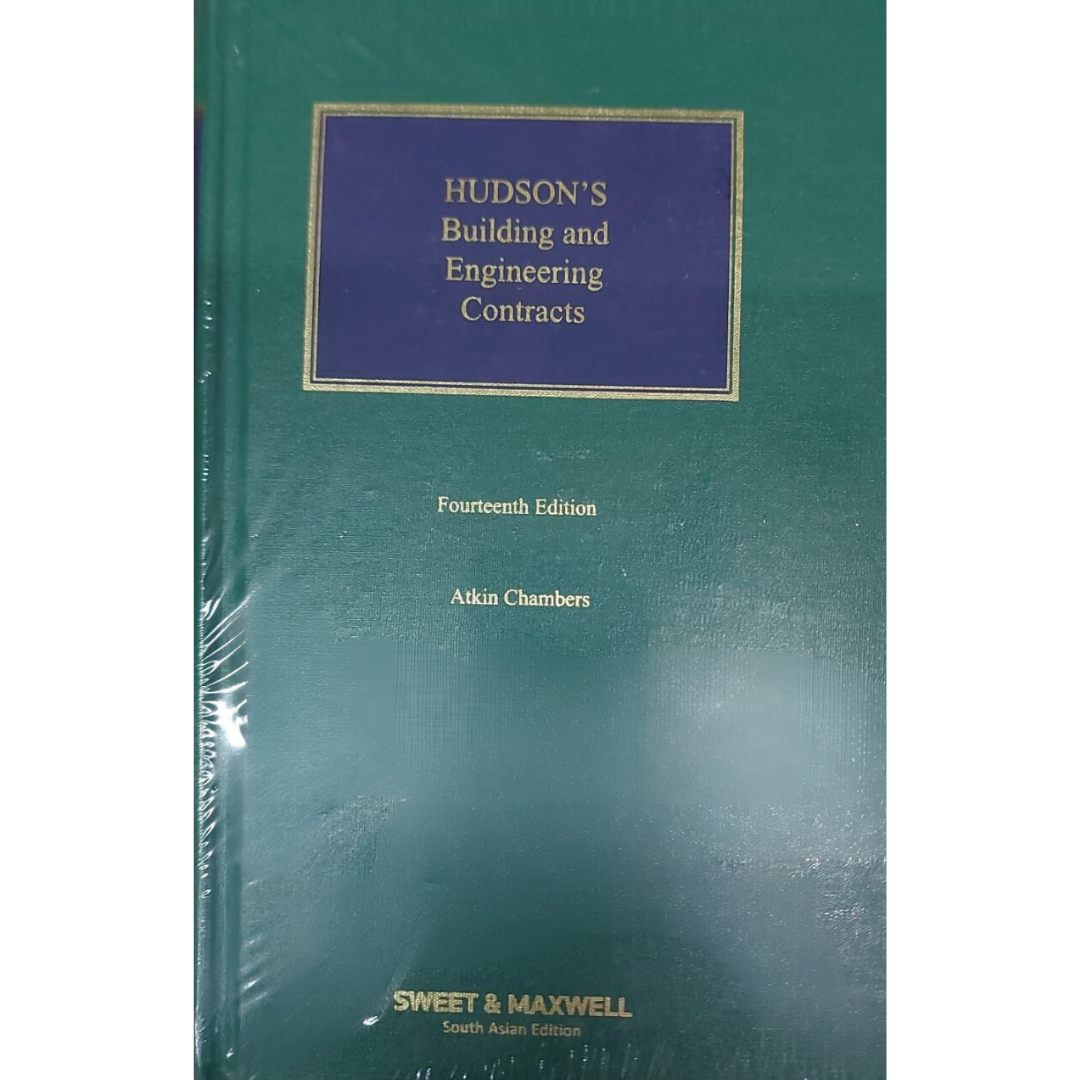 HUDSON'S
Building and
Engineering
Contracts
Fourteenth Edition
Atkin Chambers
SWEET & MAXWELL
South Asian Edition